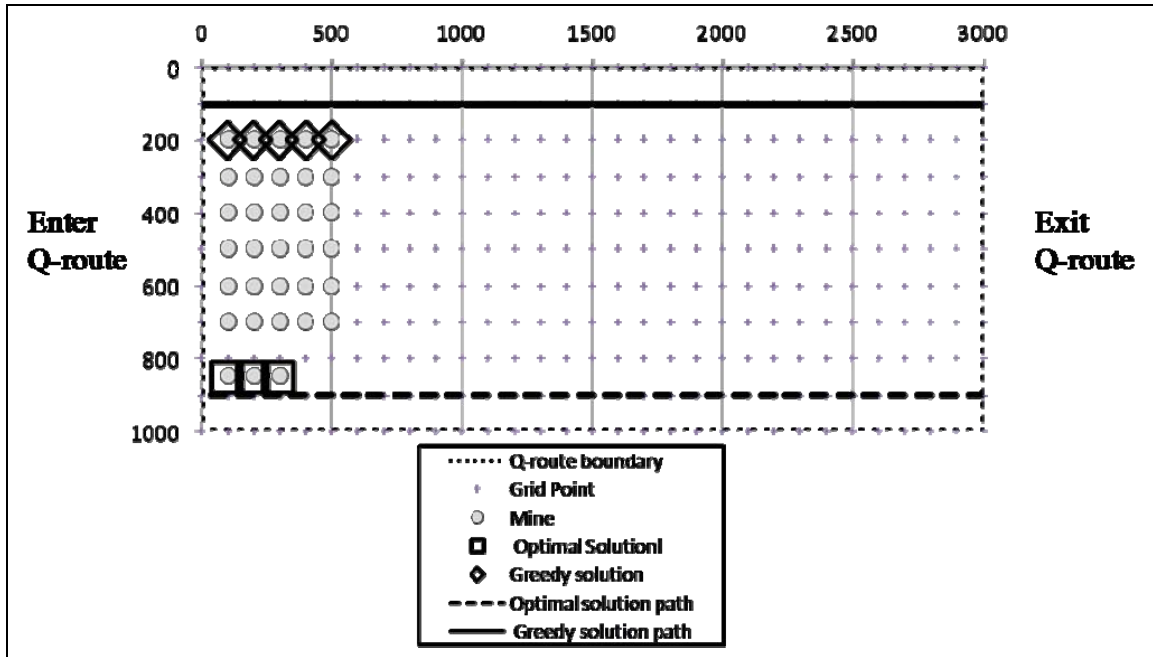 0 500 1000 1500 2000 2500 3000
0
200
400
600
800
1000
Enter
Q-route
Exit
Q-route
Q-route boundary
Grid Point
Mine
Optimal Solutionl
Greedy solution
Optimal solution path
Greedy solution path